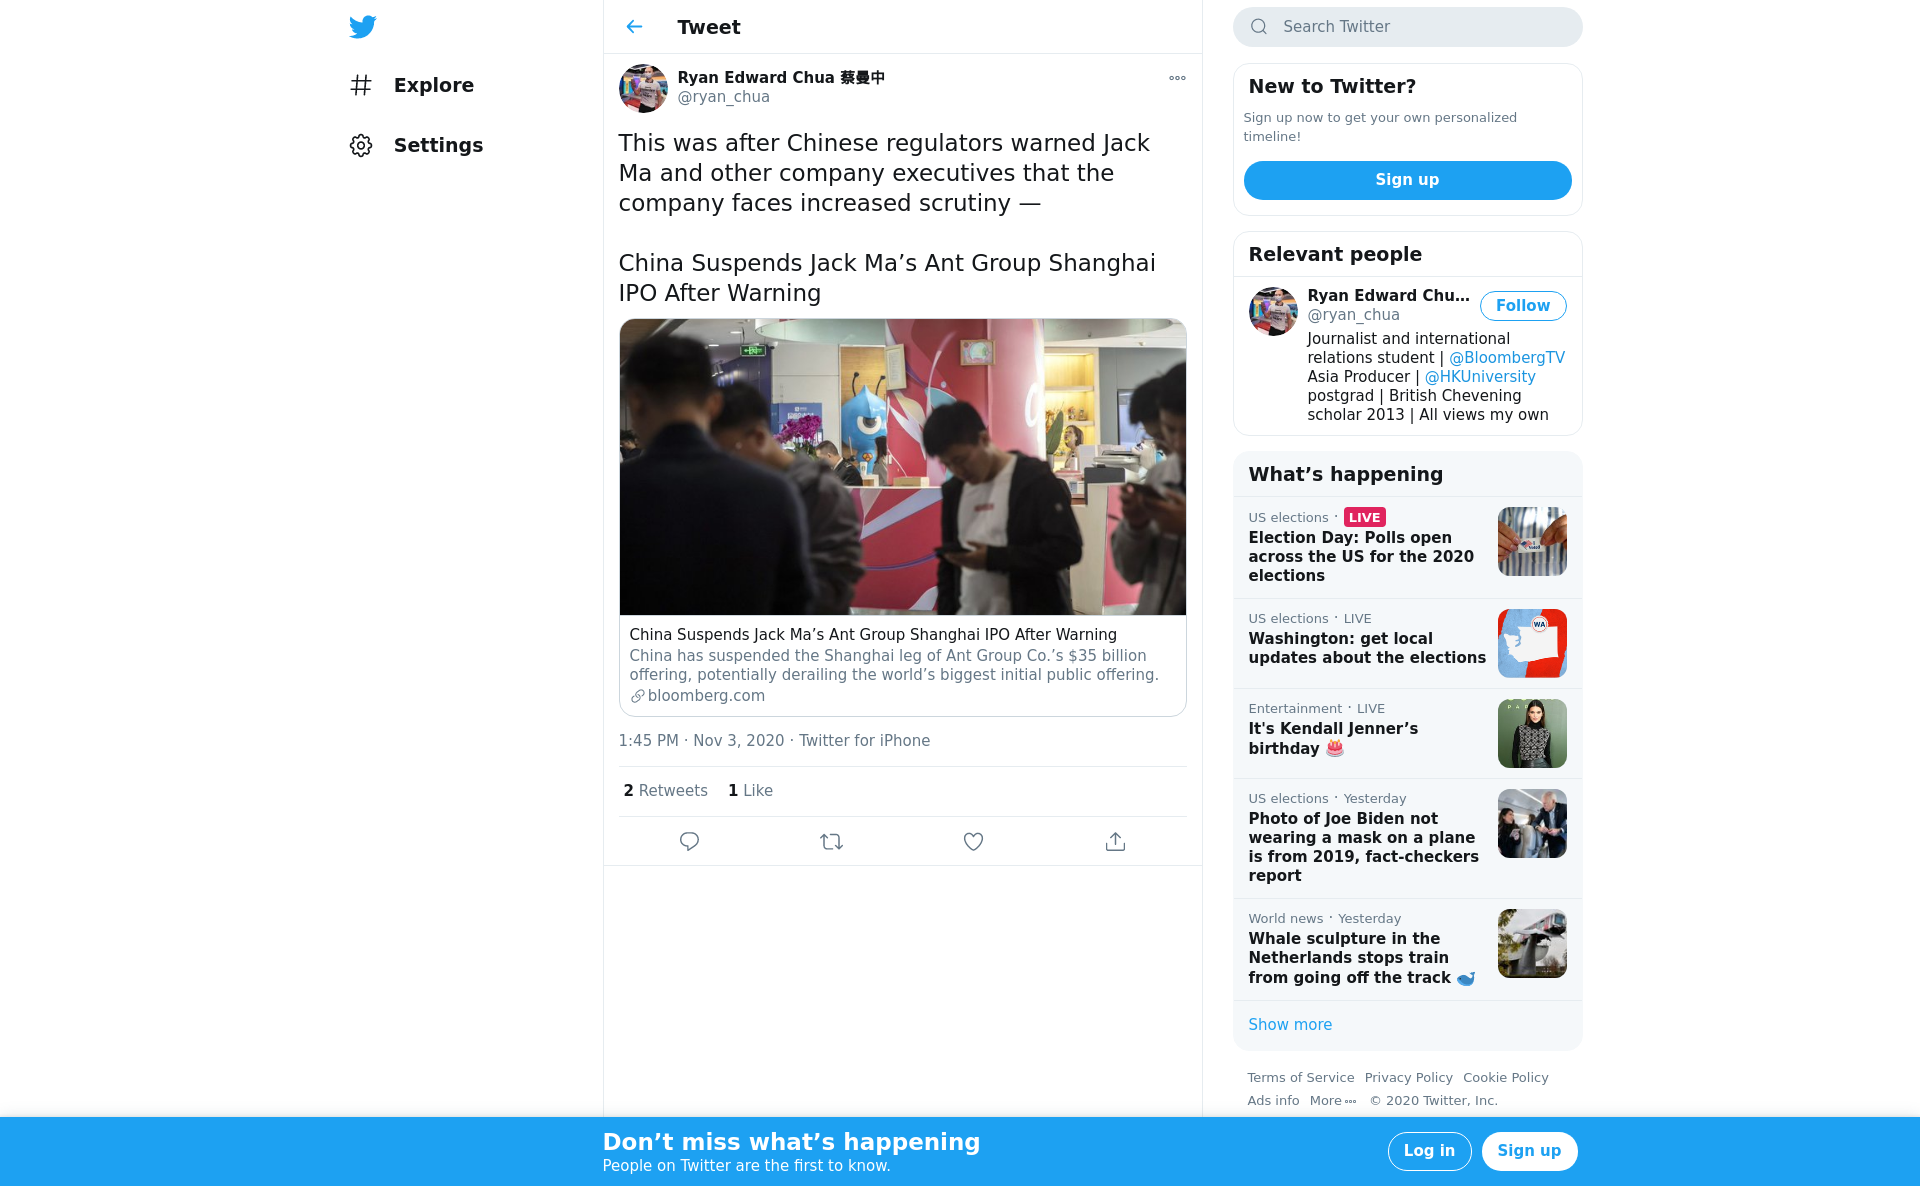 Explore
Settings
Tweet
Ryan Edward Chua 蔡曼中
@ryan_chua
This was after Chinese regulators warned Jack
Ma and other company executives that the
company faces increased scrutiny —
China Suspends Jack Ma’s Ant Group Shanghai
IPO After Warning
China Suspends Jack Ma’s Ant Group Shanghai IPO After Warning
China has suspended the Shanghai leg of Ant Group Co.’s $35 billion
offering, potentially derailing the world’s biggest initial public offering.
bloomberg.com
1:45 PM · Nov 3, 2020 · Twitter for iPhone
2 Retweets 1 Like
Search Twitter
New to Twitter?
Sign up now to get your own personalized
timeline!
Sign up
Relevant people
Ryan Edward Chu...
@ryan_chua
Follow
Journalist and international
relations student | @BloombergTV
Asia Producer | @HKUniversity
postgrad | British Chevening
scholar 2013 | All views my own
What’s happening
US elections · LIVE
Election Day: Polls open
across the US for the 2020
elections
US elections · LIVE
Washington: get local
updates about the elections
WA
Entertainment · LIVE
It's Kendall Jenner’s
birthday 🎂
US elections · Yesterday
Photo of Joe Biden not
wearing a mask on a plane
is from 2019, fact-checkers
report
World news · Yesterday
Whale sculpture in the
Netherlands stops train
from going off the track 🐋
Show more
Terms of Service Privacy Policy Cookie Policy
Ads info More © 2020 Twitter, Inc.
Don’t miss what’s happening
People on Twitter are the first to know.
Log in
Sign up